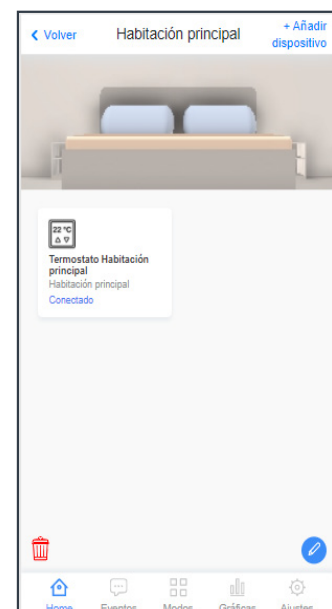 Volver
Habitación principal
+ Añadir
dispositivo
22 °C
Termostato Habitación
principal
Habitación principal
Conectado
Home
Eventos
Modos
Gráficas
Ajustes